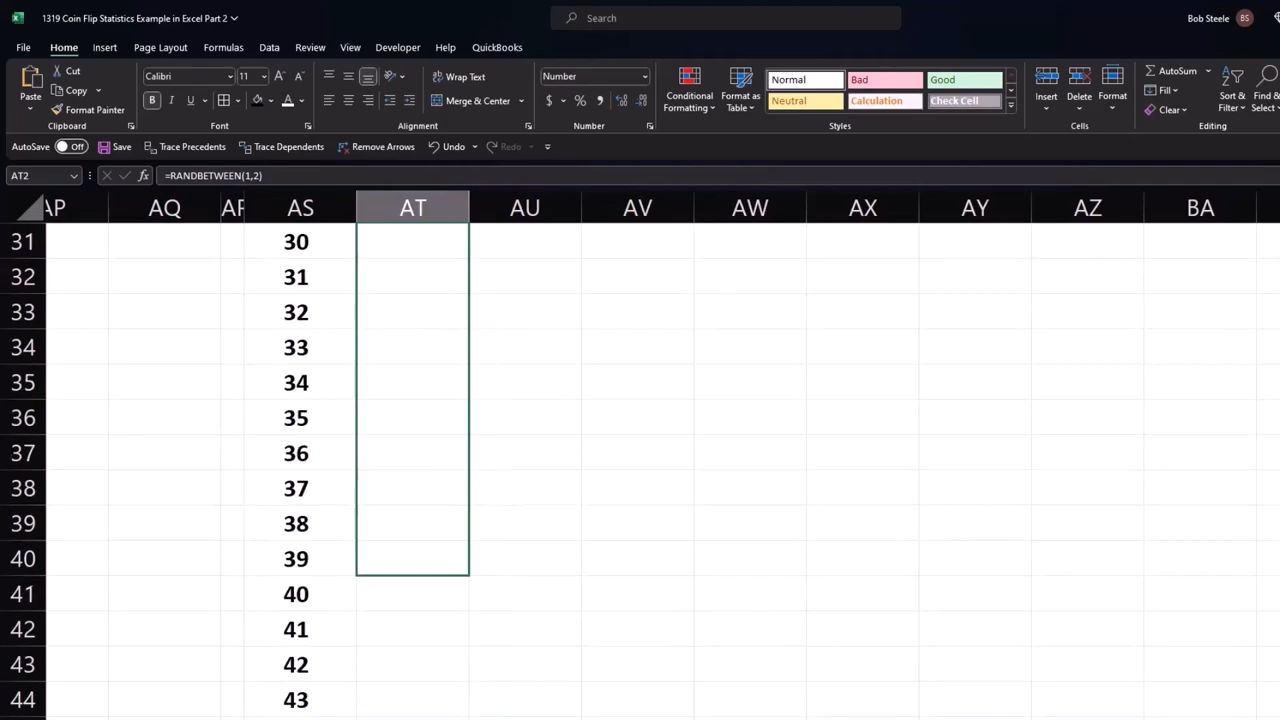 1319 Coin Flip Statistics Example in Excel Part 2
Search
Bob Steele BS
File Home Insert Page Layout Formulas Data Review View Developer Help QuickBooks
Paste
Cut
Copy
Format Painter
Clipboard
Calibri 11
B I U
Font
Wrap Text
Merge & Center
Alignment
Number
$ % 9
Number
Conditional Formatting
Format as Table
Normal Bad Good
Neutral Calculation Check Cell
Styles
Insert Delete Format
Cells
AutoSum
Fill
Clear
Sort & Filter
Find & Select
Editing
AutoSave Off Save Trace Precedents Trace Dependents Remove Arrows Undo Redo
AT2 fx =RANDBETWEEN(1,2)
AP AQ AR AS AT AU AV AW AX AY AZ BA
31 30
32 31
33 32
34 33
35 34
36 35
37 36
38 37
39 38
40 39
41 40
42 41
43 42
44 43